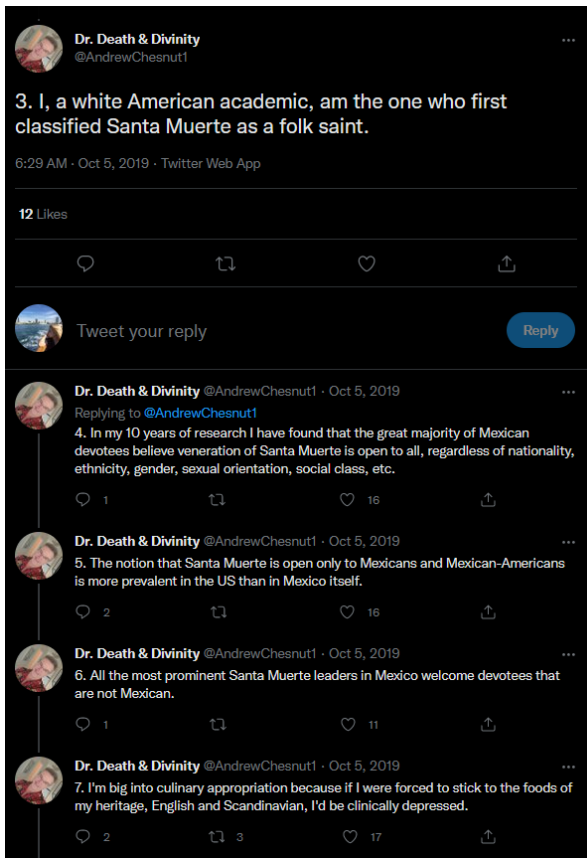 Dr. Death & Divinity
@AndrewChesnut1
3. I, a white American academic, am the one who first
classified Santa Muerte as a folk saint.
6:29 AM · Oct 5, 2019 · Twitter Web App
12 Likes
Tweet your reply
Reply
Dr. Death & Divinity @AndrewChesnut1 · Oct 5, 2019
Replying to @AndrewChesnut1
4. In my 10 years of research I have found that the great majority of Mexican
devotees believe veneration of Santa Muerte is open to all, regardless of nationality,
ethnicity, gender, sexual orientation, social class, etc.
1 16
Dr. Death & Divinity @AndrewChesnut1 · Oct 5, 2019
5. The notion that Santa Muerte is open only to Mexicans and Mexican-Americans
is more prevalent in the US than in Mexico itself.
2 16
Dr. Death & Divinity @AndrewChesnut1 · Oct 5, 2019
6. All the most prominent Santa Muerte leaders in Mexico welcome devotees that
are not Mexican.
1 11
Dr. Death & Divinity @AndrewChesnut1 · Oct 5, 2019
7. I'm big into culinary appropriation because if I were forced to stick to the foods of
my heritage, English and Scandinavian, I'd be clinically depressed.
2 3 17